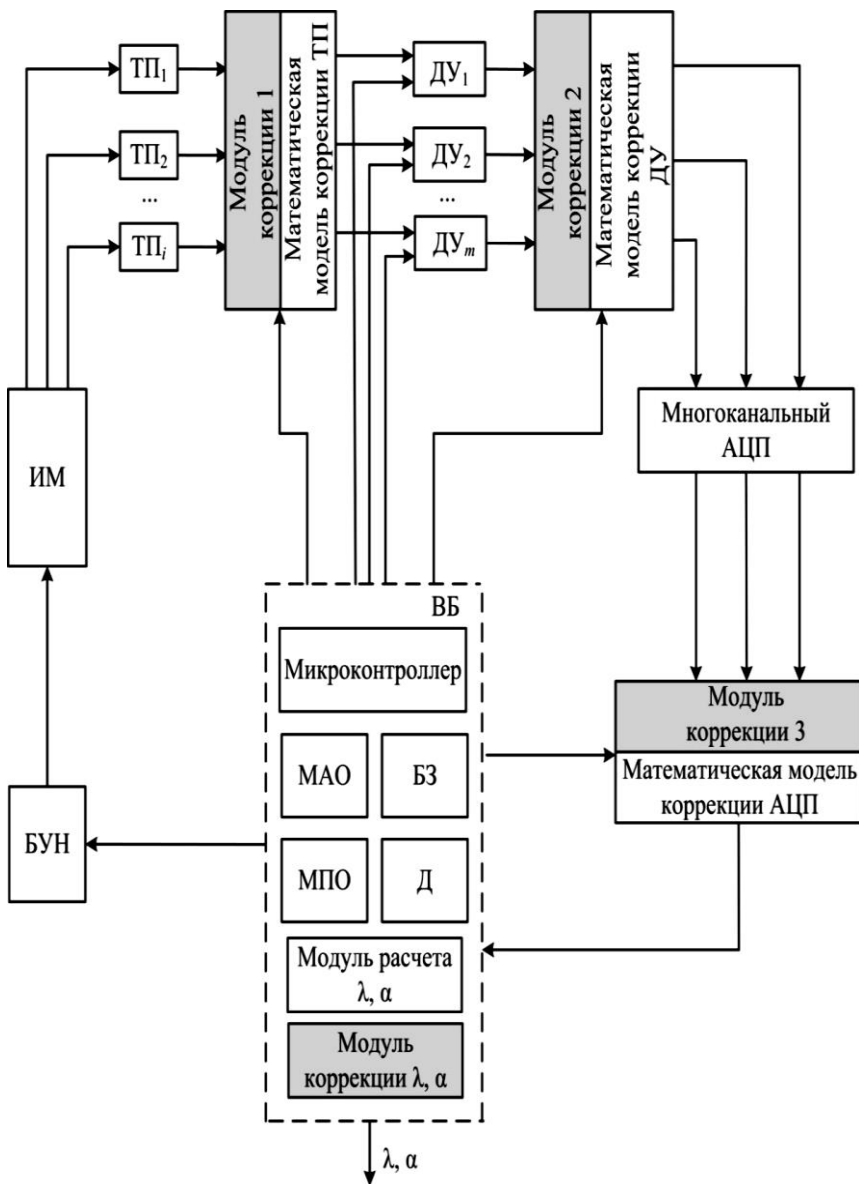 ТП1
ТП2
...
ТПi
Модуль
коррекции 1
Математическая
модель коррекции ТП
ДУ1
ДУ2
...
ДУm
Модуль
коррекции 2
Математическая
модель коррекции
ДУ
Многоканальный
АЦП
ИМ
ВБ
Микроконтроллер
МАО
БЗ
МПО
Д
Модуль расчета
λ, α
Модуль
коррекции λ, α
Модуль
коррекции 3
Математическая модель
коррекции АЦП
БУН
λ, α